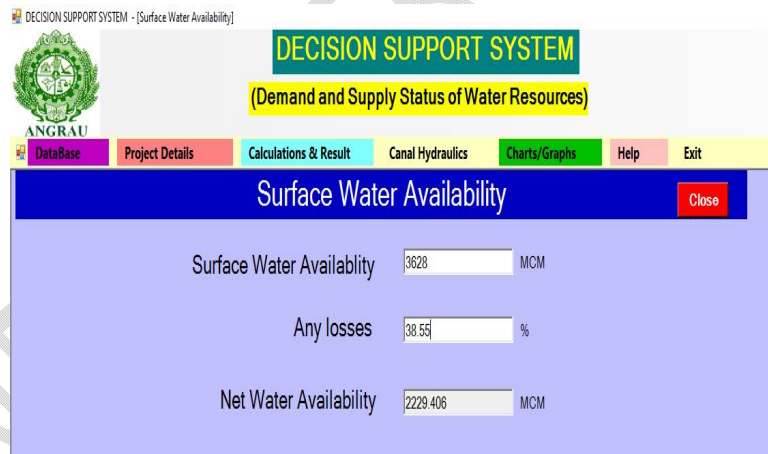 DECISION SUPPORT SYSTEM - [Surface Water Availability]
DECISION SUPPORT SYSTEM
(Demand and Supply Status of Water Resources)
ANGRAU
DataBase Project Details Calculations & Result Canal Hydraulics Charts/Graphs Help Exit
Surface Water Availability Close
Surface Water Availablity 3628 MCM
Any losses 38.55 %
Net Water Availability 2229.406 MCM